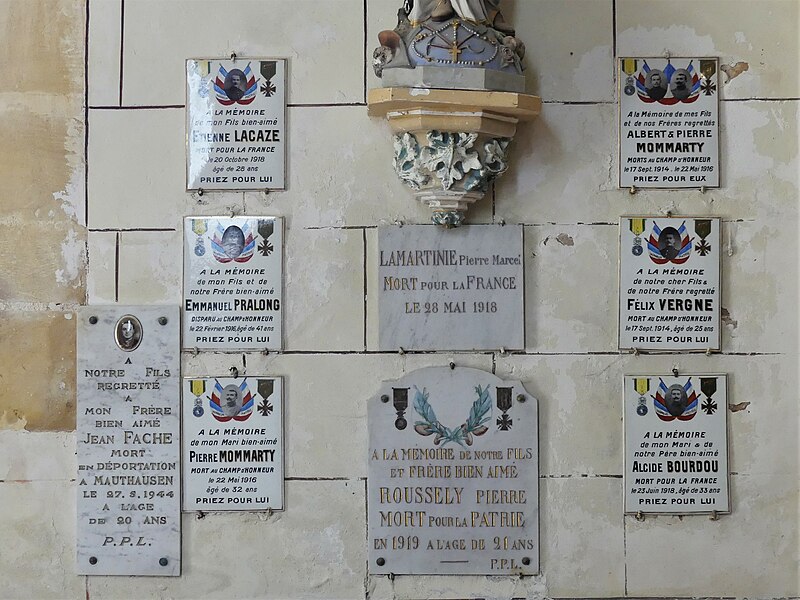 A LA MÉMOIRE
de mon Fils bien-aimé
ETIENNE LACAZE
MORT POUR LA FRANCE
le 20 Octobre 1918
âgé de 28 ans
PRIEZ POUR LUI
A LA MÉMOIRE
de mon Fils et de
notre Frère bien-aimé
EMMANUEL PRALONG
DISPARU AU CHAMP D'HONNEUR
le 22 Février 1916, âgé de 41 ans
PRIEZ POUR LUI
A
NOTRE FILS
REGRETTÉ
A
MON FRÈRE
BIEN AIMÉ
JEAN FACHE
MORT
EN DÉPORTATION
A MAUTHAUSEN
LE 27.8.1944
A L'AGE
DE 20 ANS
P.P.L.
A LA MÉMOIRE
de mon Mari bien-aimé
PIERRE MOMMARTY
MORT AU CHAMP D'HONNEUR
le 22 Mai 1916
âgé de 32 ans
PRIEZ POUR LUI
LAMARTINIE Pierre Marcel
MORT POUR LA FRANCE
LE 28 MAI 1918
A LA MÉMOIRE DE NOTRE FILS
ET FRÈRE BIEN AIMÉ
ROUSSELY PIERRE
MORT POUR LA PATRIE
EN 1919 A L'AGE DE 21 ANS
P.P.L.
A la Mémoire de mes Fils
et de nos Frères regrettés
ALBERT & PIERRE
MOMMARTY
MORTS AU CHAMP D'HONNEUR
le 17 Sept. 1914, le 22 Mai 1916
PRIEZ POUR EUX
A LA MÉMOIRE
de notre cher Fils &
de notre Frère regretté
FÉLIX VERGNE
MORT AU CHAMP D'HONNEUR
le 17 Sept. 1914, âgé de 25 ans
PRIEZ POUR LUI
A LA MÉMOIRE
de mon Mari & de
notre Père bien-aimé
ALCIDE BOURDOU
MORT POUR LA FRANCE
le 23 Juin 1918, âgé de 33 ans
PRIEZ POUR LUI